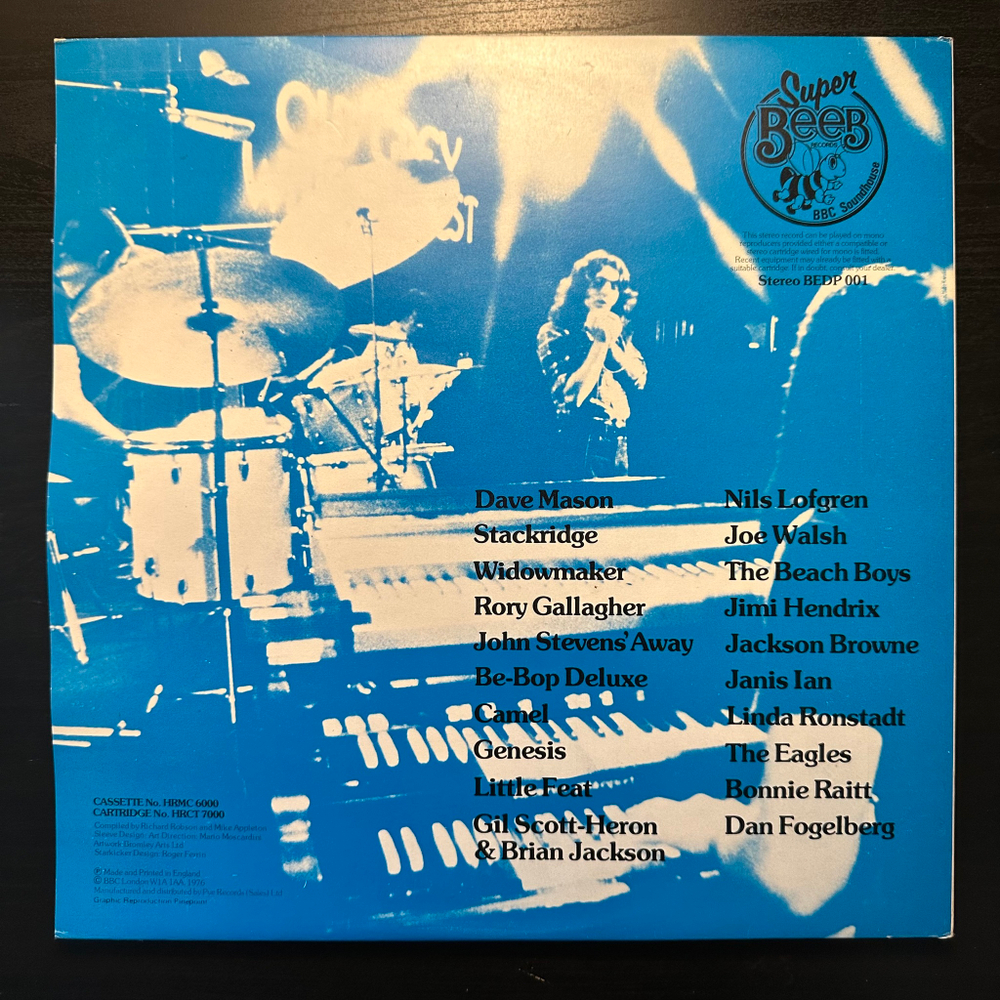 Super
BEEB
RECORDS
BBC Soundhouse
This stereo record can be played on mono
reproducers provided either a compatible or
stereo cartridge wired for mono is fitted.
Recent equipment may already be fitted with a
suitable cartridge. If in doubt, consult your dealer.
Stereo BEDP 001
Dave Mason
Stackridge
Widowmaker
Rory Gallagher
John Stevens' Away
Be-Bop Deluxe
Camel
Genesis
Little Feat
Gil Scott-Heron
& Brian Jackson
Nils Lofgren
Joe Walsh
The Beach Boys
Jimi Hendrix
Jackson Browne
Janis Ian
Linda Ronstadt
The Eagles
Bonnie Raitt
Dan Fogelberg
CASSETTE No. HRMC 6000
CARTRIDGE No. HRCT 7000
Compiled by Richard Robson and Mike Appleton
Sleeve Design: Art Direction: Mario Moscardini
Artwork Bloomsbury Arts Ltd
Starkicker Design: Roger Ferrin
Ⓟ Made and Printed in England
© BBC London W1A 1AA, 1976
Manufactured and distributed by Pye Records (Sales) Ltd
Graphic Reproduction Fewpoint